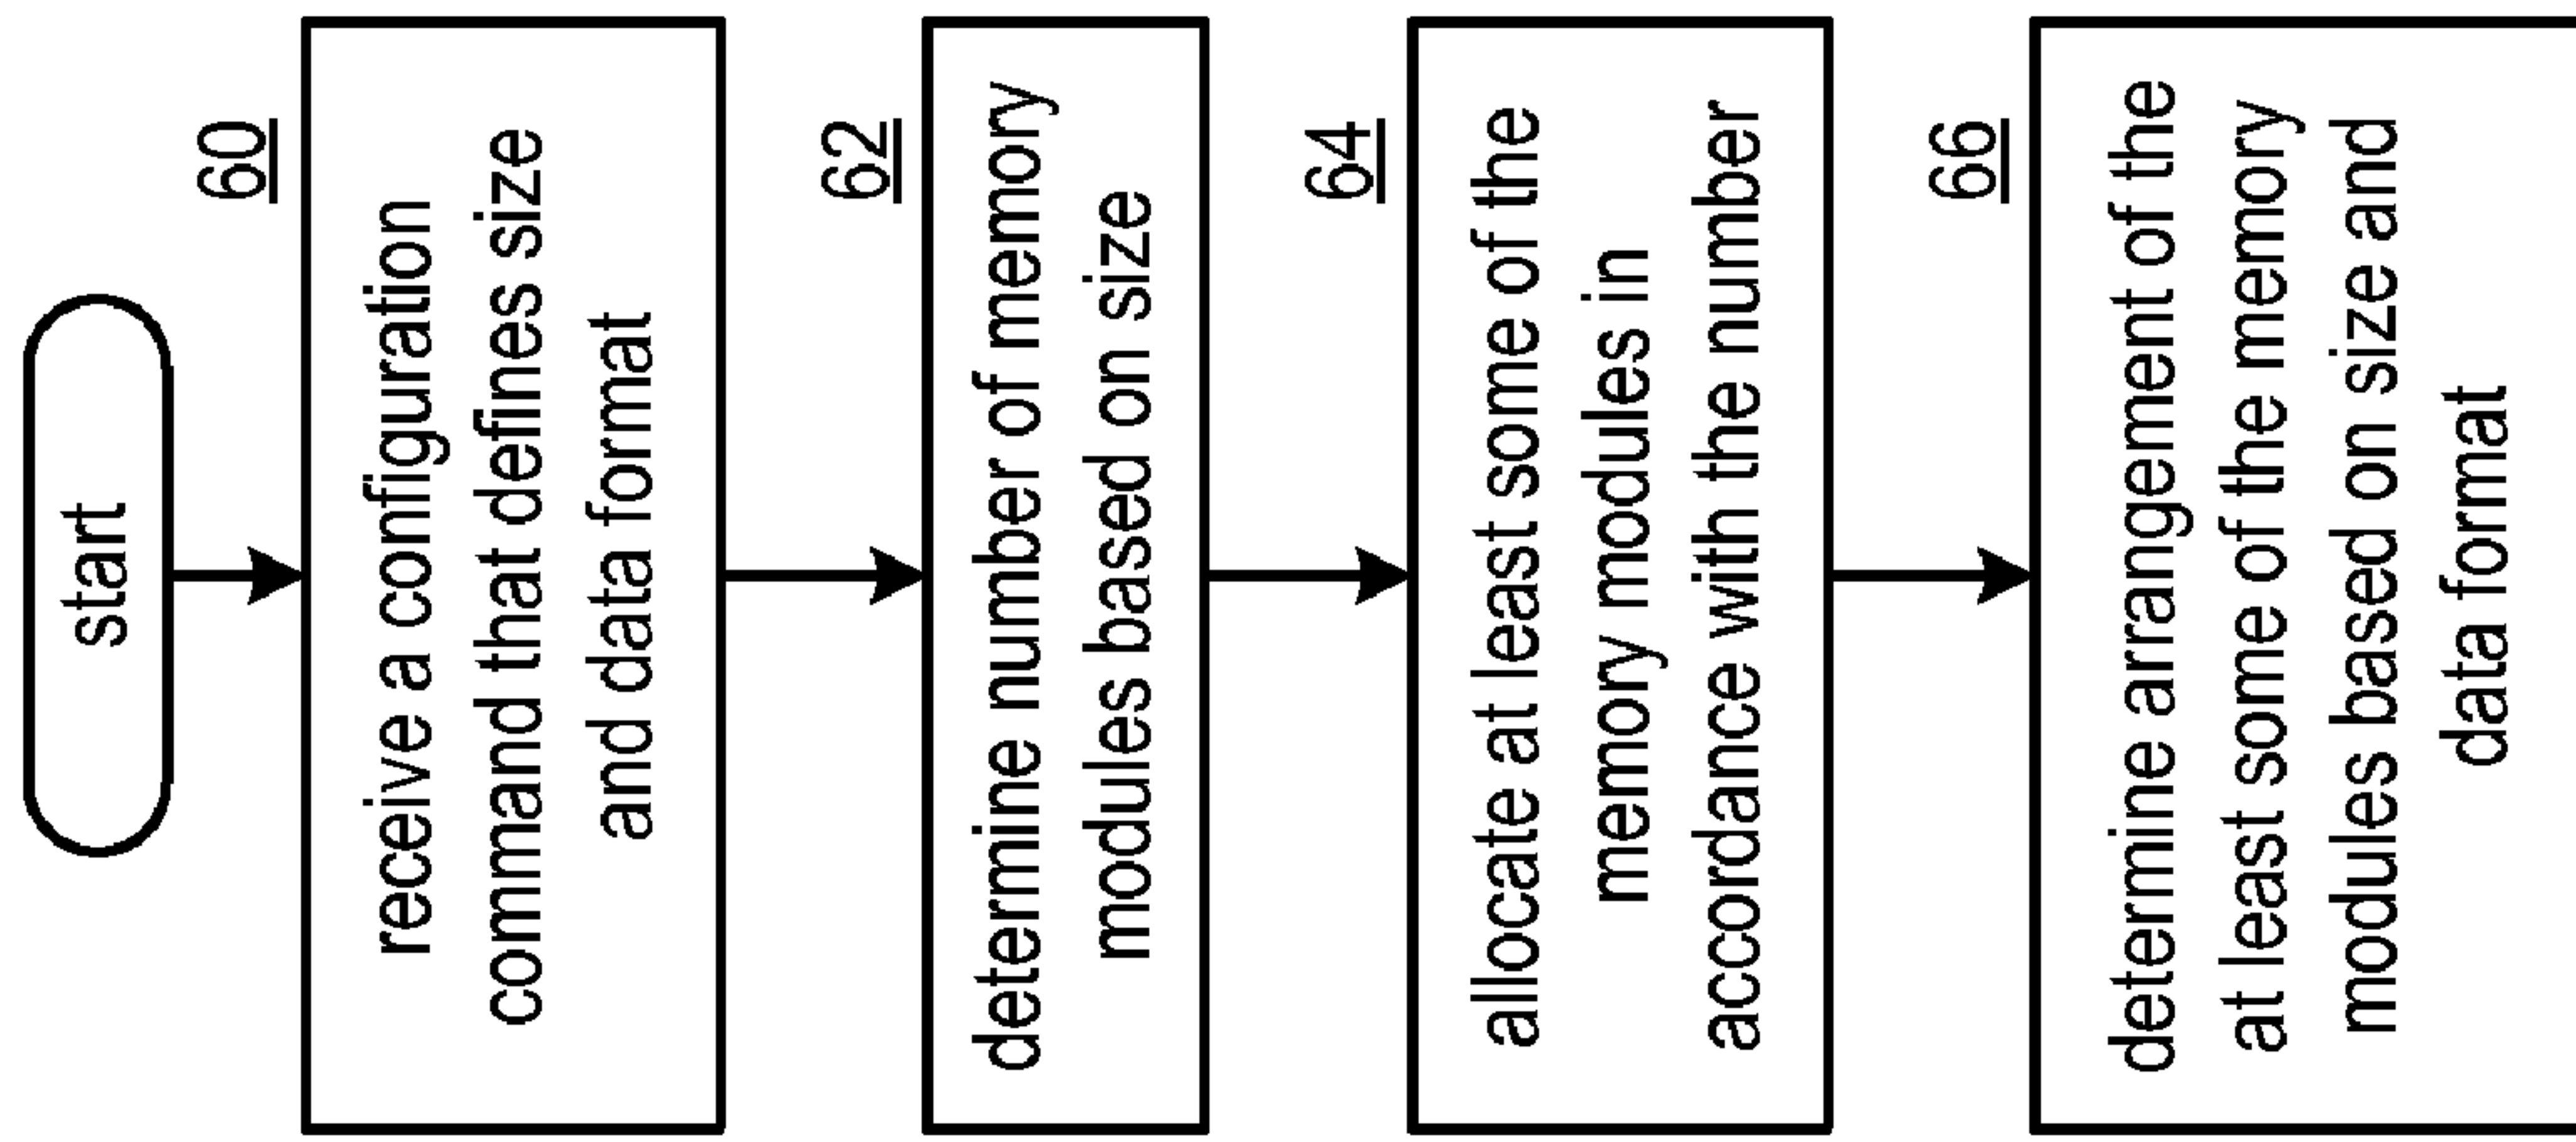 start
60
receive a configuration
command that defines size
and data format
62
determine number of memory
modules based on size
64
allocate at least some of the
memory modules in
accordance with the number
66
determine arrangement of the
at least some of the memory
modules based on size and
data format